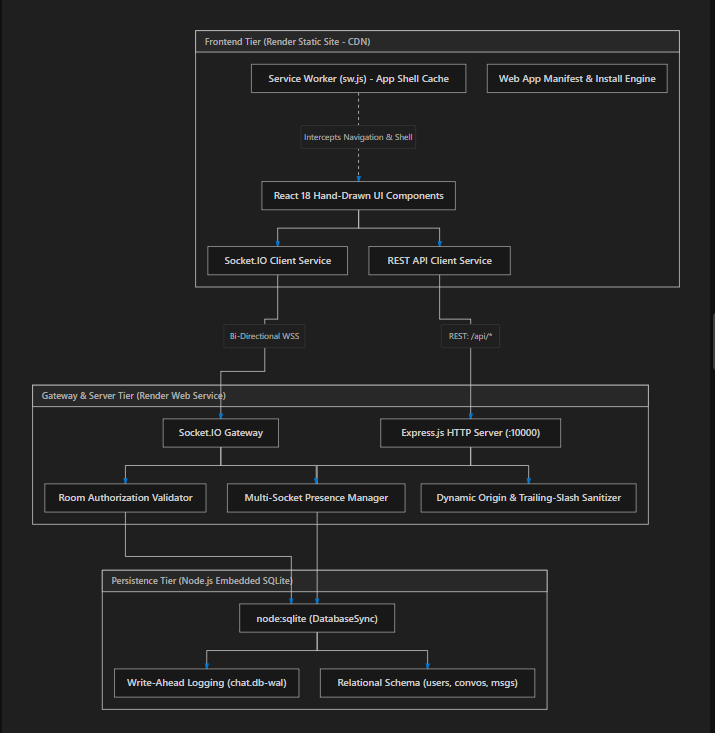 Frontend Tier (Render Static Site - CDN)
Service Worker (sw.js) - App Shell Cache
Web App Manifest & Install Engine
Intercepts Navigation & Shell
React 18 Hand-Drawn UI Components
Socket.IO Client Service
REST API Client Service
Bi-Directional WSS
REST: /api/*
Gateway & Server Tier (Render Web Service)
Socket.IO Gateway
Express.js HTTP Server (:10000)
Room Authorization Validator
Multi-Socket Presence Manager
Dynamic Origin & Trailing-Slash Sanitizer
Persistence Tier (Node.js Embedded SQLite)
node:sqlite (DatabaseSync)
Write-Ahead Logging (chat.db-wal)
Relational Schema (users, convos, msgs)